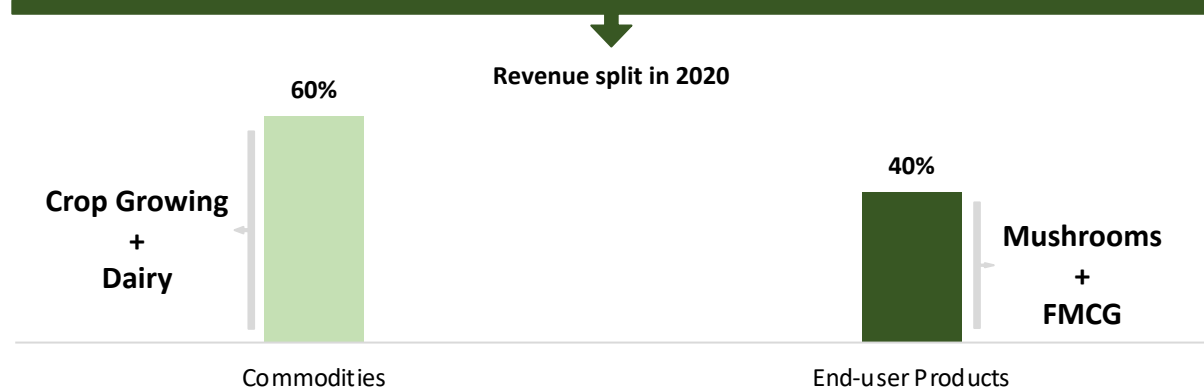 Revenue split in 2020
60%
Crop Growing
+
Dairy
40%
Mushrooms
+
FMCG
Commodities
End-user Products